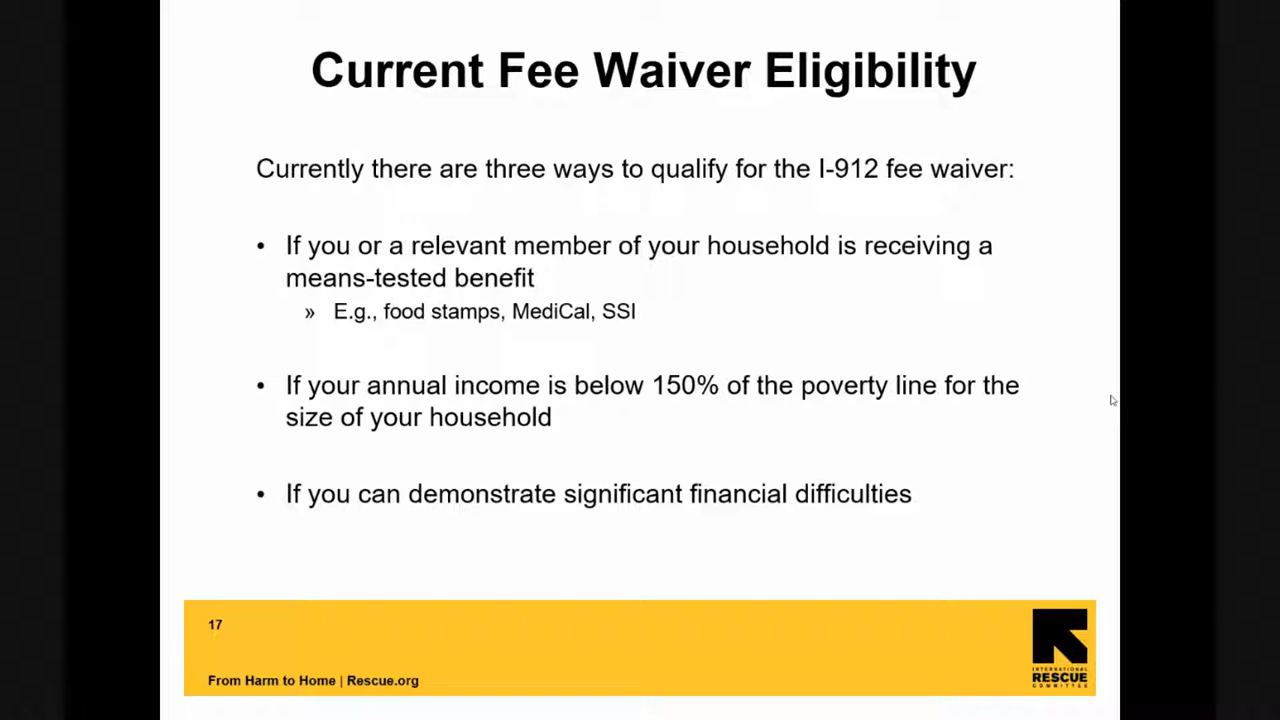 Current Fee Waiver Eligibility
Currently there are three ways to qualify for the I-912 fee waiver:
• If you or a relevant member of your household is receiving a
means-tested benefit
» E.g., food stamps, MediCal, SSI
• If your annual income is below 150% of the poverty line for the
size of your household
• If you can demonstrate significant financial difficulties
17
From Harm to Home | Rescue.org
INTERNATIONAL
RESCUE
COMMITTEE